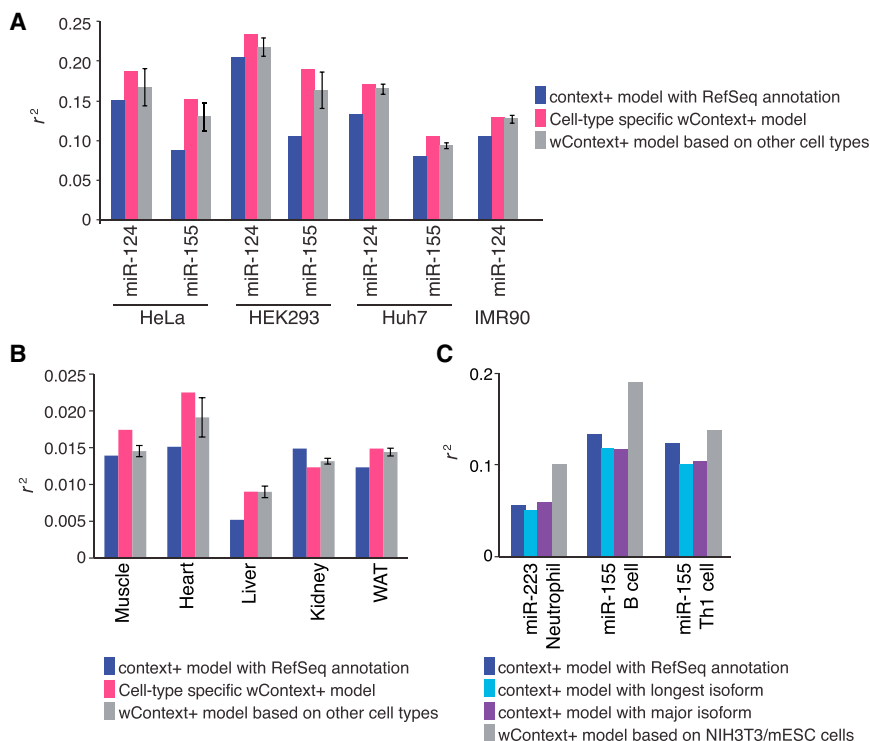 A
0.25
0.20
0.15
0.10
0.05
0
r²
miR-124
miR-155
miR-124
miR-155
miR-124
miR-155
miR-124
HeLa
HEK293
Huh7
IMR90
context+ model with RefSeq annotation
Cell-type specific wContext+ model
wContext+ model based on other cell types
B
0.025
0.020
0.015
0.010
0.005
0
r²
Muscle
Heart
Liver
Kidney
WAT
context+ model with RefSeq annotation
Cell-type specific wContext+ model
wContext+ model based on other cell types
C
0.2
0.1
0
r²
miR-223
Neutrophil
miR-155
B cell
miR-155
Th1 cell
context+ model with RefSeq annotation
context+ model with longest isoform
context+ model with major isoform
wContext+ model based on NIH3T3/mESC cells